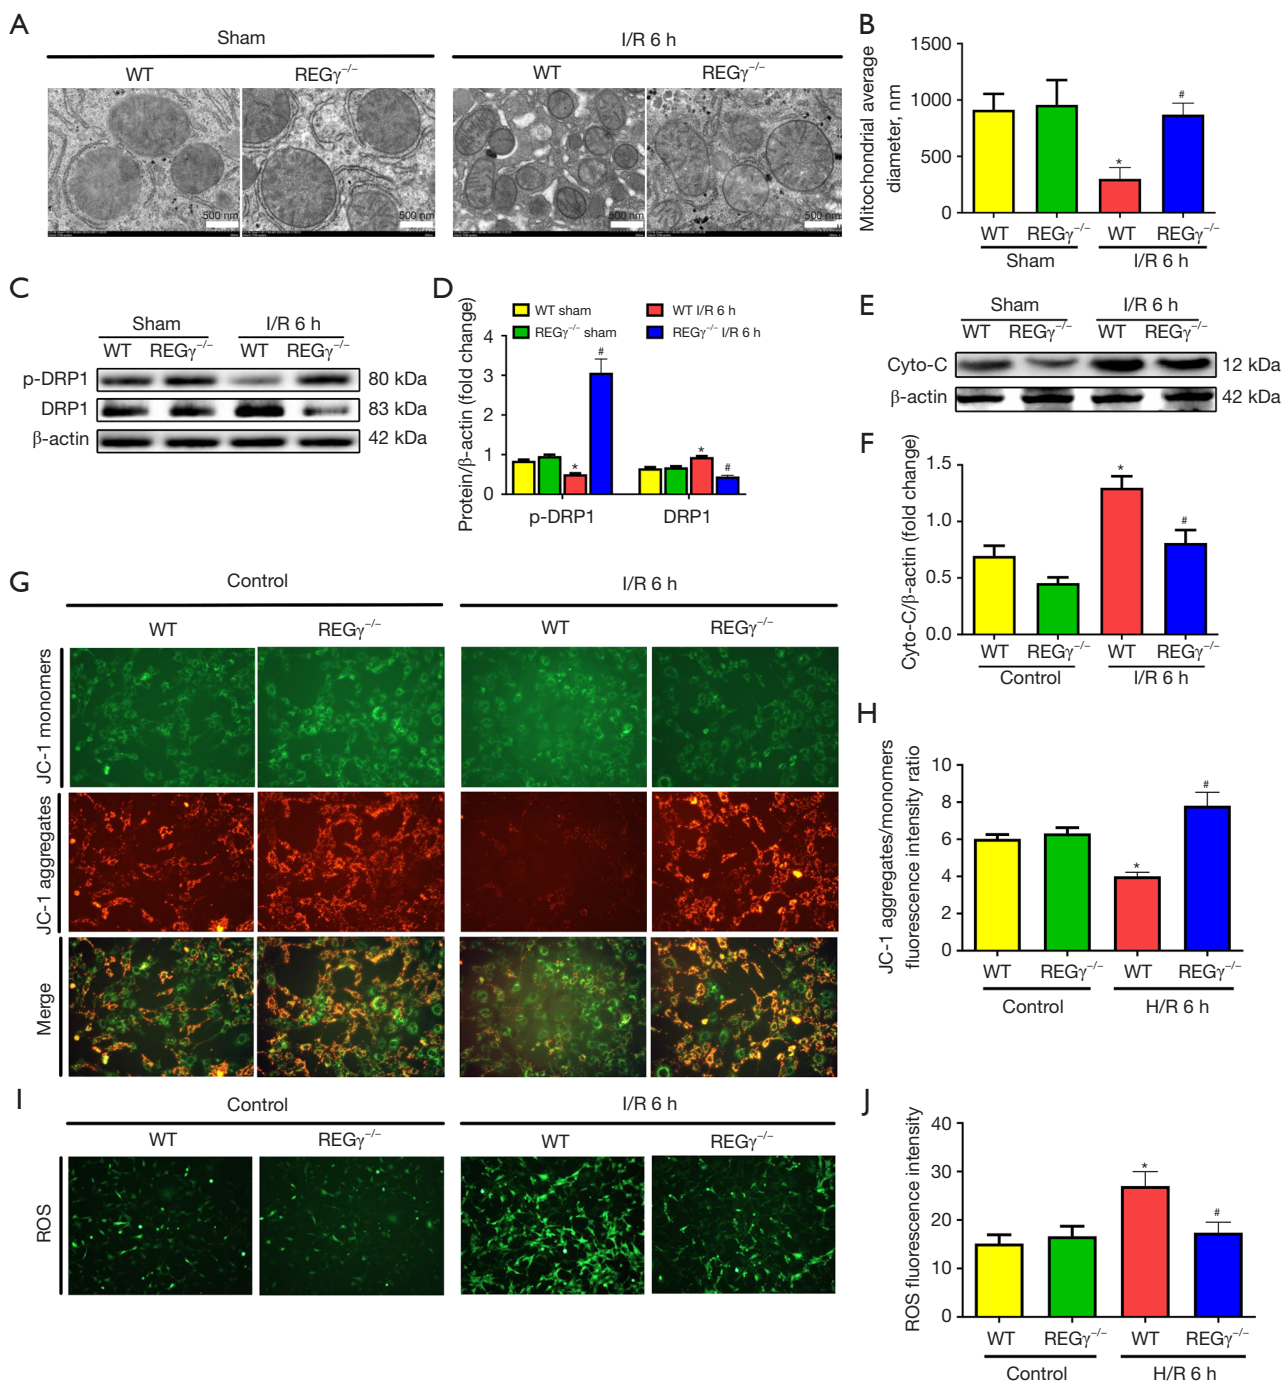 A
Sham
I/R 6 h
WT
REGγ−/−
WT
REGγ−/−
500 nm
500 nm
500 nm
500 nm
B
Mitochondrial average
diameter, nm
1500
1000
500
0
*
#
WT
REGγ−/−
WT
REGγ−/−
Sham
I/R 6 h
C
Sham
I/R 6 h
WT
REGγ−/−
WT
REGγ−/−
p-DRP1
80 kDa
DRP1
83 kDa
β-actin
42 kDa
D
Protein/β-actin (fold change)
WT sham
WT I/R 6 h
REGγ−/− sham
REGγ−/− I/R 6 h
4
3
2
1
0
*
#
*
#
p-DRP1
DRP1
E
Sham
I/R 6 h
WT
REGγ−/−
WT
REGγ−/−
Cyto-C
12 kDa
β-actin
42 kDa
F
Cyto-C/β-actin (fold change)
1.5
1.0
0.5
0.0
*
#
WT
REGγ−/−
WT
REGγ−/−
Control
I/R 6 h
G
Control
I/R 6 h
WT
REGγ−/−
WT
REGγ−/−
JC-1 monomers
JC-1 aggregates
Merge
H
JC-1 aggregates/monomers
fluorescence intensity ratio
10
8
6
4
2
0
*
#
WT
REGγ−/−
WT
REGγ−/−
Control
H/R 6 h
I
Control
I/R 6 h
WT
REGγ−/−
WT
REGγ−/−
ROS
J
ROS fluorescence intensity
40
30
20
10
0
*
#
WT
REGγ−/−
WT
REGγ−/−
Control
H/R 6 h